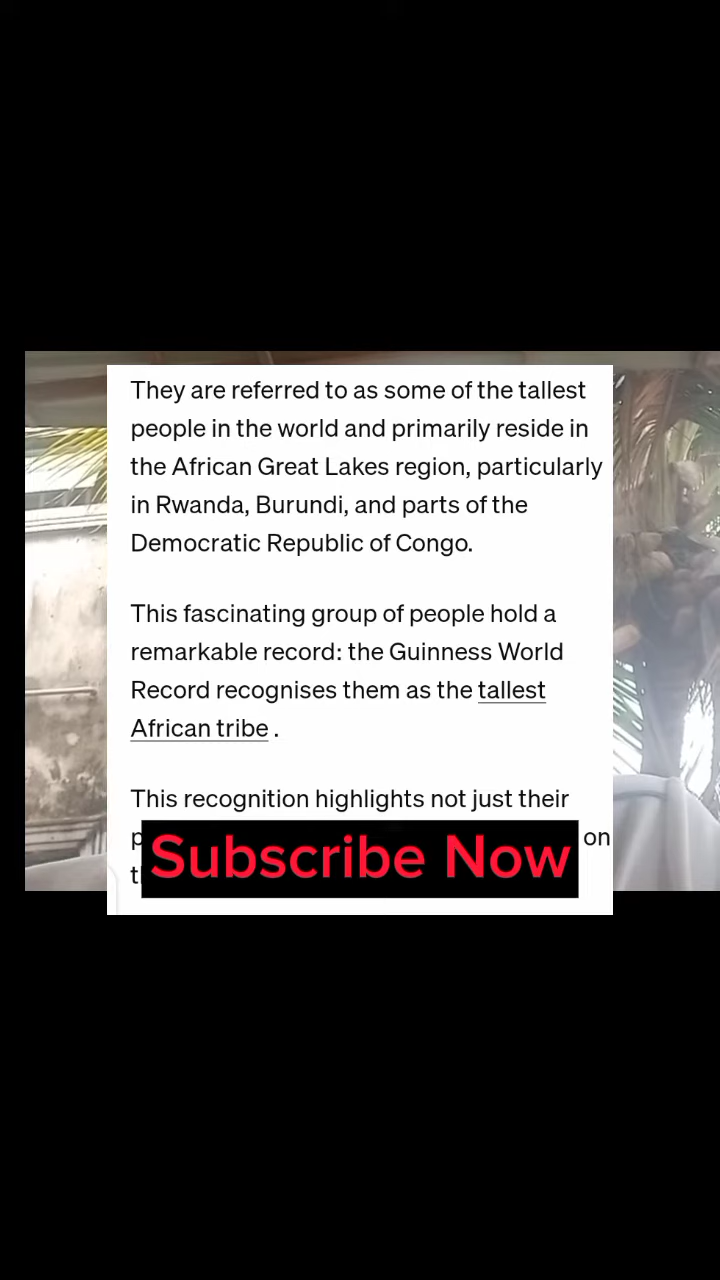 They are referred to as some of the tallest
people in the world and primarily reside in
the African Great Lakes region, particularly
in Rwanda, Burundi, and parts of the
Democratic Republic of Congo.
This fascinating group of people hold a
remarkable record: the Guinness World
Record recognises them as the tallest
African tribe .
This recognition highlights not just their
on
Subscribe Now